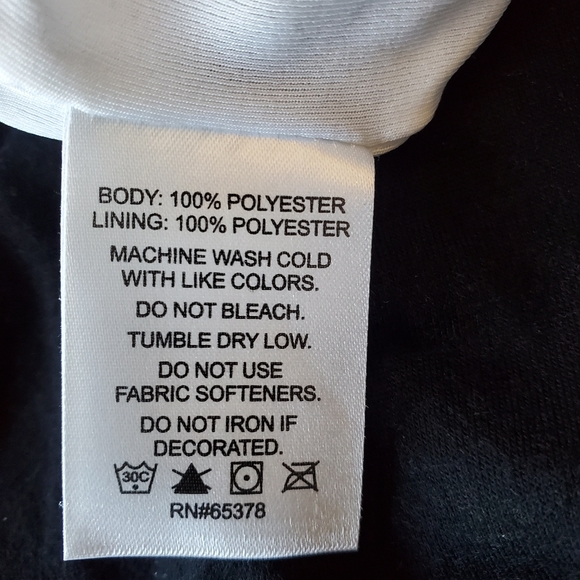 BODY: 100% POLYESTER
LINING: 100% POLYESTER
MACHINE WASH COLD
WITH LIKE COLORS.
DO NOT BLEACH.
TUMBLE DRY LOW.
DO NOT USE
FABRIC SOFTENERS.
DO NOT IRON IF
DECORATED.
30C
RN#65378